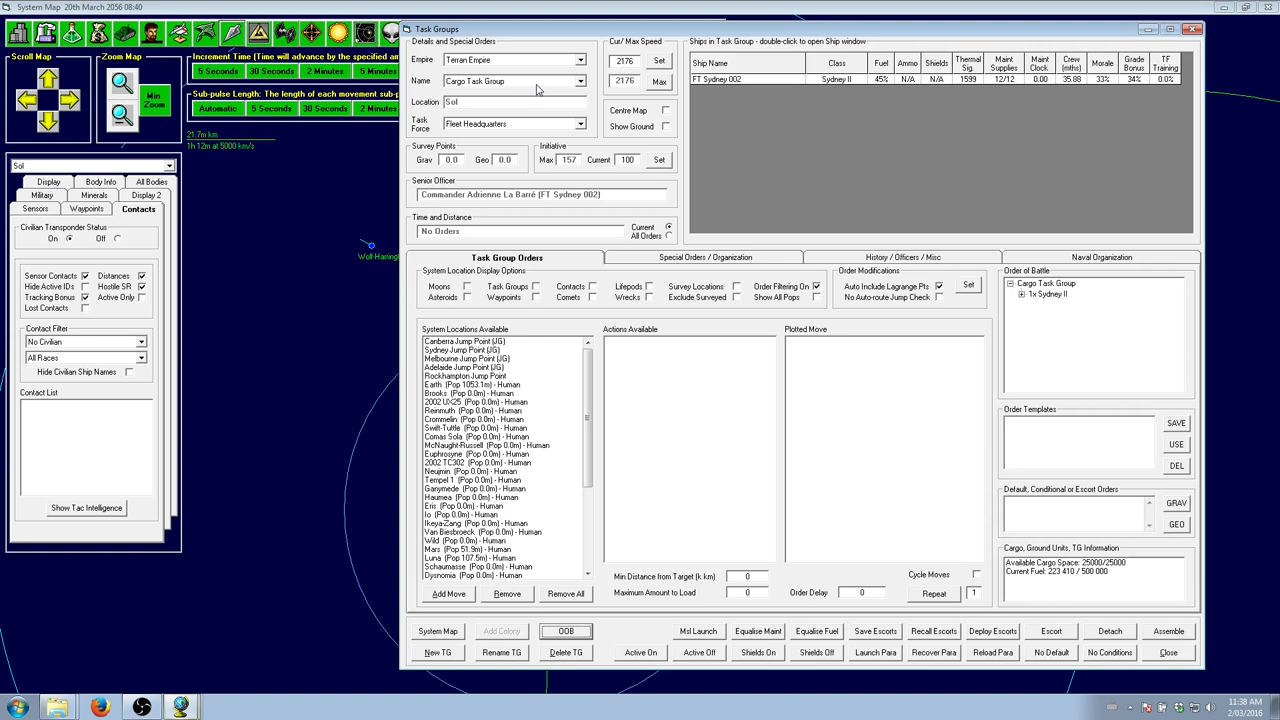 System Map  20th March 2056 08:40
Scroll Map
Zoom Map
Min
Zoom
Increment Time (Time will advance by the specified am
5 Seconds
30 Seconds
2 Minutes
5 Minutes
Sub-pulse Length: The length of each movement sub-p
Automatic
5 Seconds
30 Seconds
2 Minutes
21.7m km
1h 12m at 5000 km/s
Wolf-Harring
Sol
Display
Body Info
All Bodies
Military
Minerals
Display 2
Sensors
Waypoints
Contacts
Civilian Transponder Status
On
Off
Sensor Contacts
Distances
Hide Active IDs
Hostile SR
Tracking Bonus
Active Only
Lost Contacts
Contact Filter
No Civilian
All Races
Hide Civilian Ship Names
Contact List
Show Tac Intelligence
Task Groups
Details and Special Orders
Empire
Terran Empire
Name
Cargo Task Group
Location
Sol
Task
Force
Fleet Headquarters
Cur/ Max Speed
2176
Set
2176
Max
Centre Map
Show Ground
Survey Points
Grav
0.0
Geo
0.0
Initiative
Max
157
Current
100
Set
Senior Officer
Commander Adrienne La Barré (FT Sydney 002)
Time and Distance
No Orders
Current
All Orders
Ships in Task Group - double-click to open Ship window
Ship Name
Class
Fuel
Ammo
Shields
Thermal
Sig.
Maint
Supplies
Maint
Clock
Crew
(mths)
Morale
Grade
Bonus
TF
Training
FT Sydney 002
Sydney II
45%
N/A
N/A
1599
12/12
0.00
35.88
33%
34%
0.0%
Task Group Orders
Special Orders / Organization
History / Officers / Misc
Naval Organization
System Location Display Options
Moons
Task Groups
Contacts
Lifepods
Survey Locations
Order Filtering On
Asteroids
Waypoints
Comets
Wrecks
Exclude Surveyed
Show All Pops
Order Modifications
Auto Include Lagrange Pts
No Auto-route Jump Check
Set
System Locations Available
Canberra Jump Point (JG)
Sydney Jump Point (JG)
Melbourne Jump Point (JG)
Adelaide Jump Point (JG)
Rockhampton Jump Point
Earth  (Pop 1053.1m) - Human
Brooks  (Pop 0.0m) - Human
2002 UX25  (Pop 0.0m) - Human
Reinmuth  (Pop 0.0m) - Human
Crommelin  (Pop 0.0m) - Human
Swift-Tuttle  (Pop 0.0m) - Human
Comas Sola  (Pop 0.0m) - Human
McNaught-Russell  (Pop 0.0m) - Human
Euphrosyne  (Pop 0.0m) - Human
2002 TC302  (Pop 0.0m) - Human
Neujmin  (Pop 0.0m) - Human
Tempel 1  (Pop 0.0m) - Human
Ganymede  (Pop 0.0m) - Human
Haumea  (Pop 0.0m) - Human
Eris  (Pop 0.0m) - Human
Io  (Pop 0.0m) - Human
Ikeya-Zang  (Pop 0.0m) - Human
Van Biesbroeck  (Pop 0.0m) - Human
Wild  (Pop 0.0m) - Human
Mars  (Pop 51.9m) - Human
Luna  (Pop 107.5m) - Human
Schaumasse  (Pop 0.0m) - Human
Dysnomia  (Pop 0.0m) - Human
Actions Available
Plotted Move
Add Move
Remove
Remove All
Min Distance from Target (k km)
0
Maximum Amount to Load
0
Order Delay
0
Cycle Moves
Repeat
1
Order of Battle
Cargo Task Group
1x Sydney II
Order Templates
SAVE
USE
DEL
Default, Conditional or Escort Orders
GRAV
GEO
Cargo, Ground Units, TG Information
Available Cargo Space: 25000/25000
Current Fuel: 223 410 / 500 000
System Map
Add Colony
OOB
Msl Launch
Equalise Maint
Equalise Fuel
Save Escorts
Recall Escorts
Deploy Escorts
Escort
Detach
Assemble
New TG
Rename TG
Delete TG
Active On
Active Off
Shields On
Shields Off
Launch Para
Recover Para
Reload Para
No Default
No Conditions
Close
11:38 AM
2/03/2016